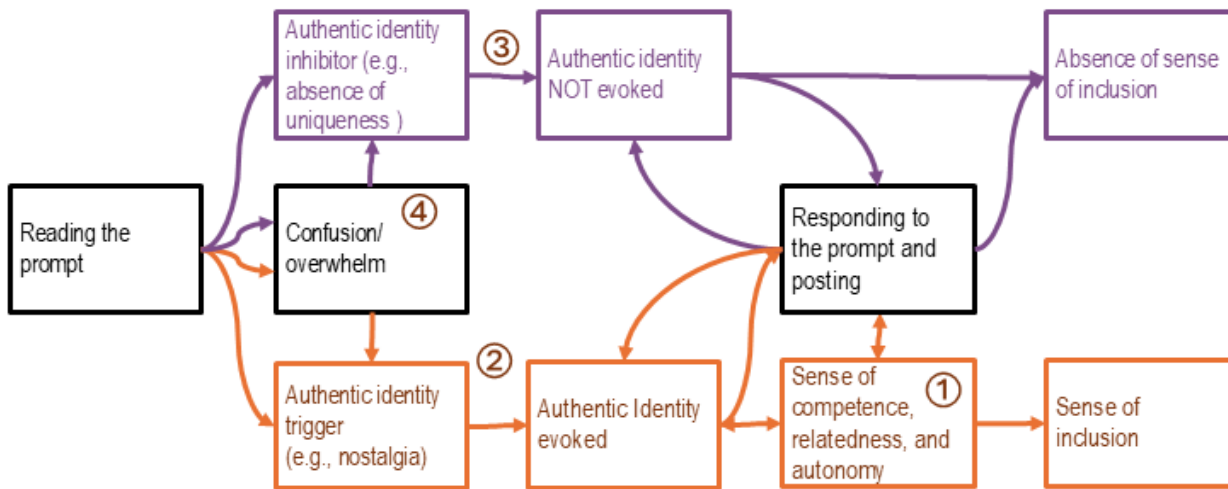 Authentic identity
inhibitor (e.g.,
absence of
uniqueness )
③
Authentic identity
NOT evoked
Absence of sense
of inclusion
Reading the
prompt
④
Confusion/
overwhelm
Responding to
the prompt and
posting
Authentic identity
trigger
(e.g., nostalgia)
②
Authentic Identity
evoked
①
Sense of
competence,
relatedness, and
autonomy
Sense of
inclusion